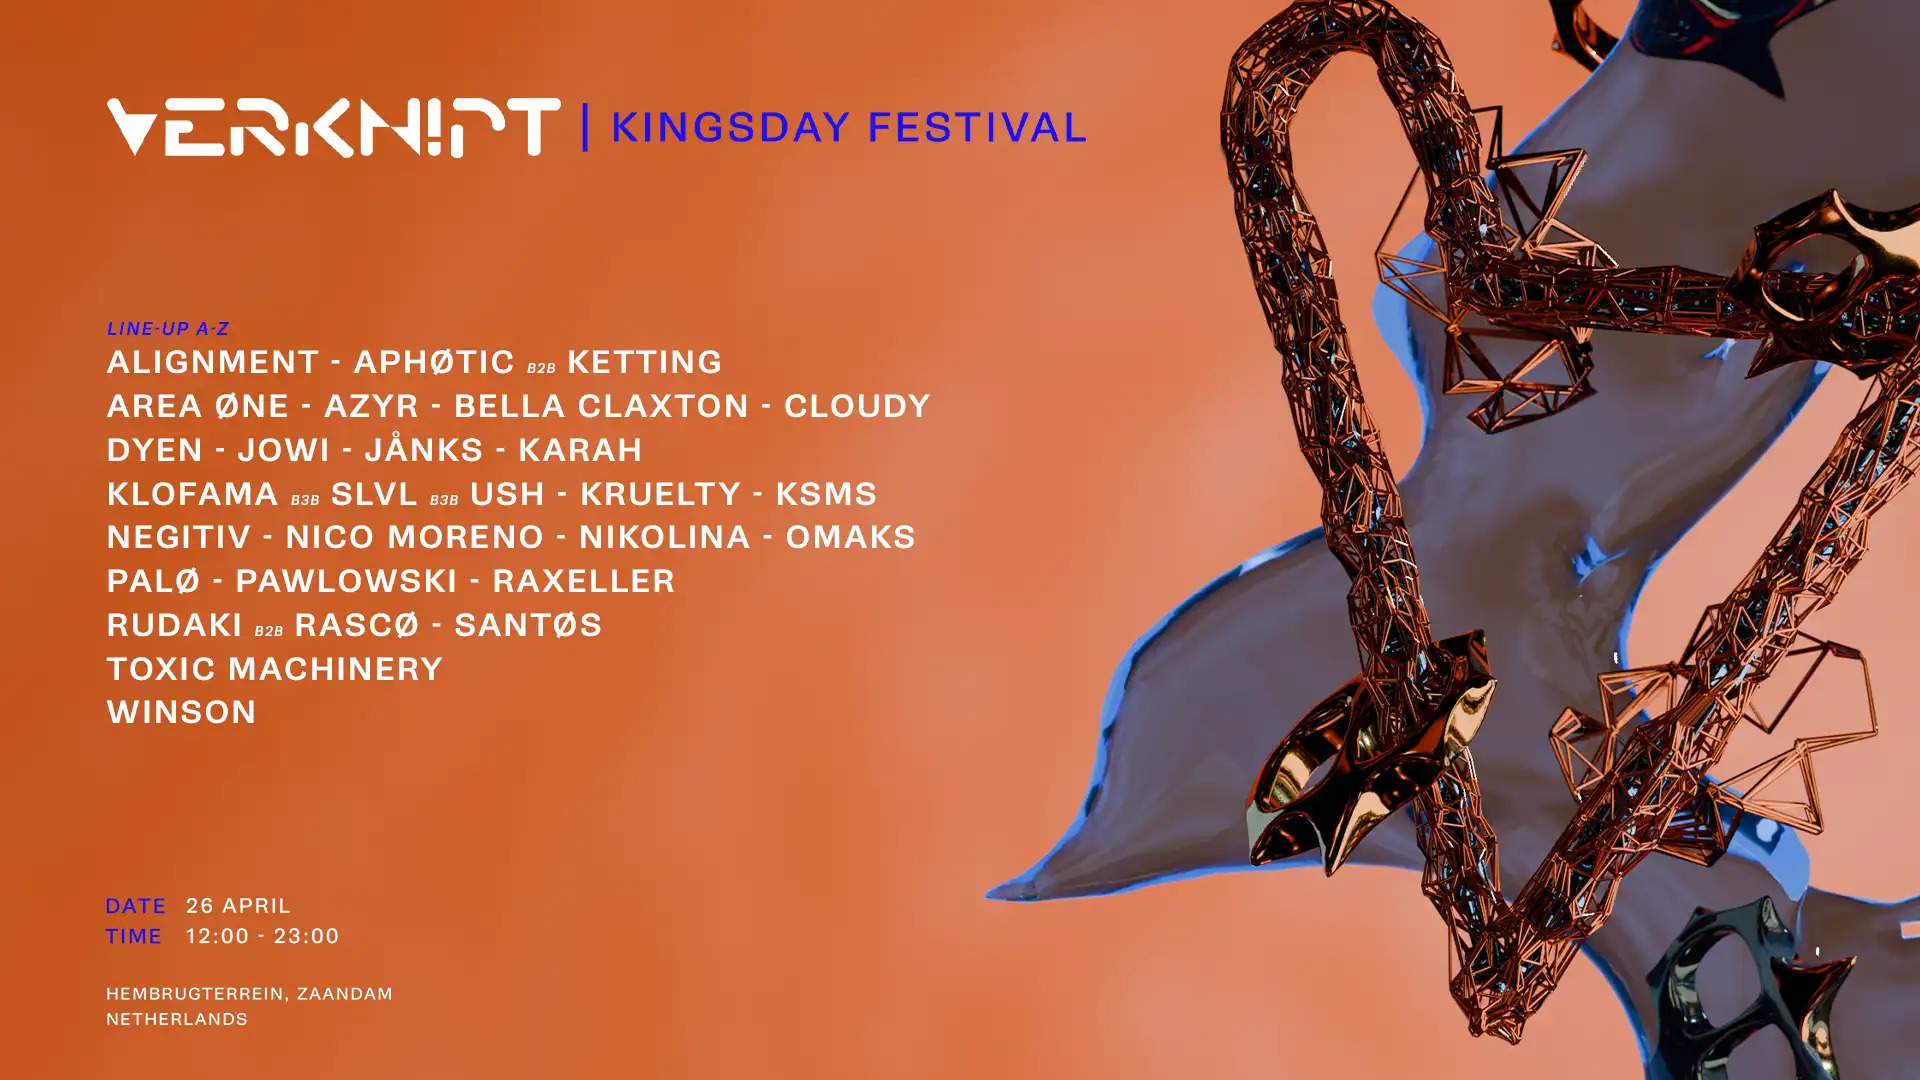 VERKNIPT | KINGSDAY FESTIVAL
LINE-UP A-Z
ALIGNMENT - APHØTIC B2B KETTING
AREA ØNE - AZYR - BELLA CLAXTON - CLOUDY
DYEN - JOWI - JÅNKS - KARAH
KLOFAMA B3B SLVL B3B USH - KRUELTY - KSMS
NEGITIV - NICO MORENO - NIKOLINA - OMAKS
PALØ - PAWLOWSKI - RAXELLER
RUDAKI B2B RASCØ - SANTØS
TOXIC MACHINERY
WINSON
DATE 26 APRIL
TIME 12:00 - 23:00
HEMBRUGTERREIN, ZAANDAM
NETHERLANDS